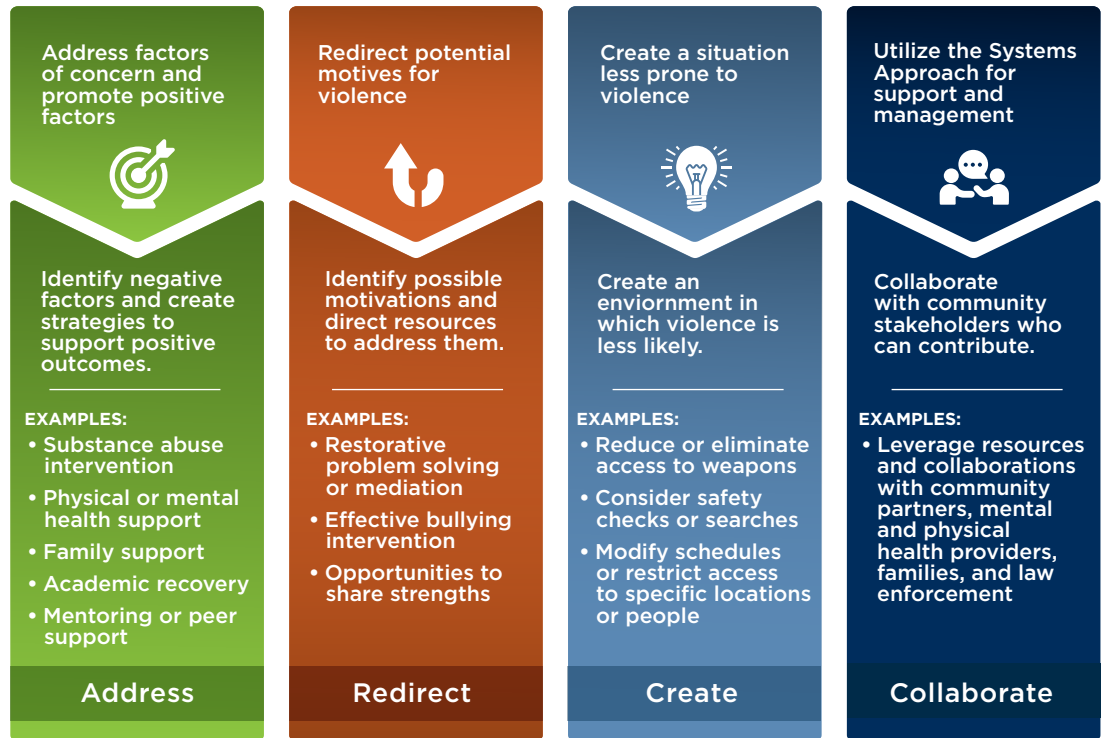 Address factors
of concern and
promote positive
factors
Identify negative
factors and create
strategies to
support positive
outcomes.
EXAMPLES:
• Substance abuse
intervention
• Physical or mental
health support
• Family support
• Academic recovery
• Mentoring or peer
support
Address
Redirect potential
motives for
violence
Identify possible
motivations and
direct resources
to address them.
EXAMPLES:
• Restorative
problem solving
or mediation
• Effective bullying
intervention
• Opportunities to
share strengths
Redirect
Create a situation
less prone to
violence
Create an
enviornment in
which violence is
less likely.
EXAMPLES:
• Reduce or eliminate
access to weapons
• Consider safety
checks or searches
• Modify schedules
or restrict access
to specific locations
or people
Create
Utilize the Systems
Approach for
support and
management
Collaborate
with community
stakeholders who
can contribute.
EXAMPLES:
• Leverage resources
and collaborations
with community
partners, mental
and physical
health providers,
families, and law
enforcement
Collaborate